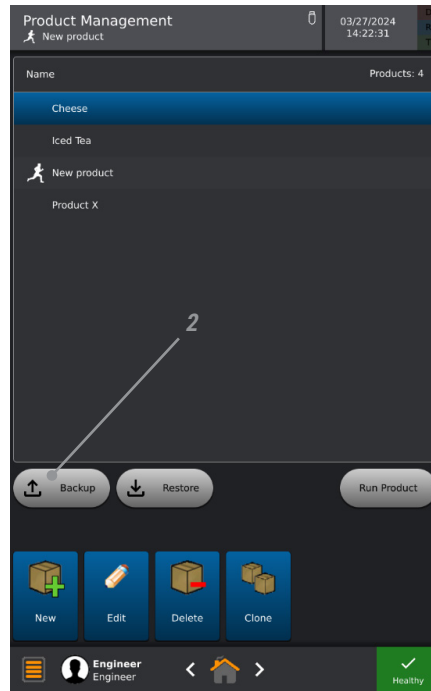 Product Management
New product
03/27/2024
14:22:31
Name
Products: 4
Cheese
Iced Tea
New product
Product X
2
Backup
Restore
Run Product
New
Edit
Delete
Clone
Engineer
Engineer
Healthy